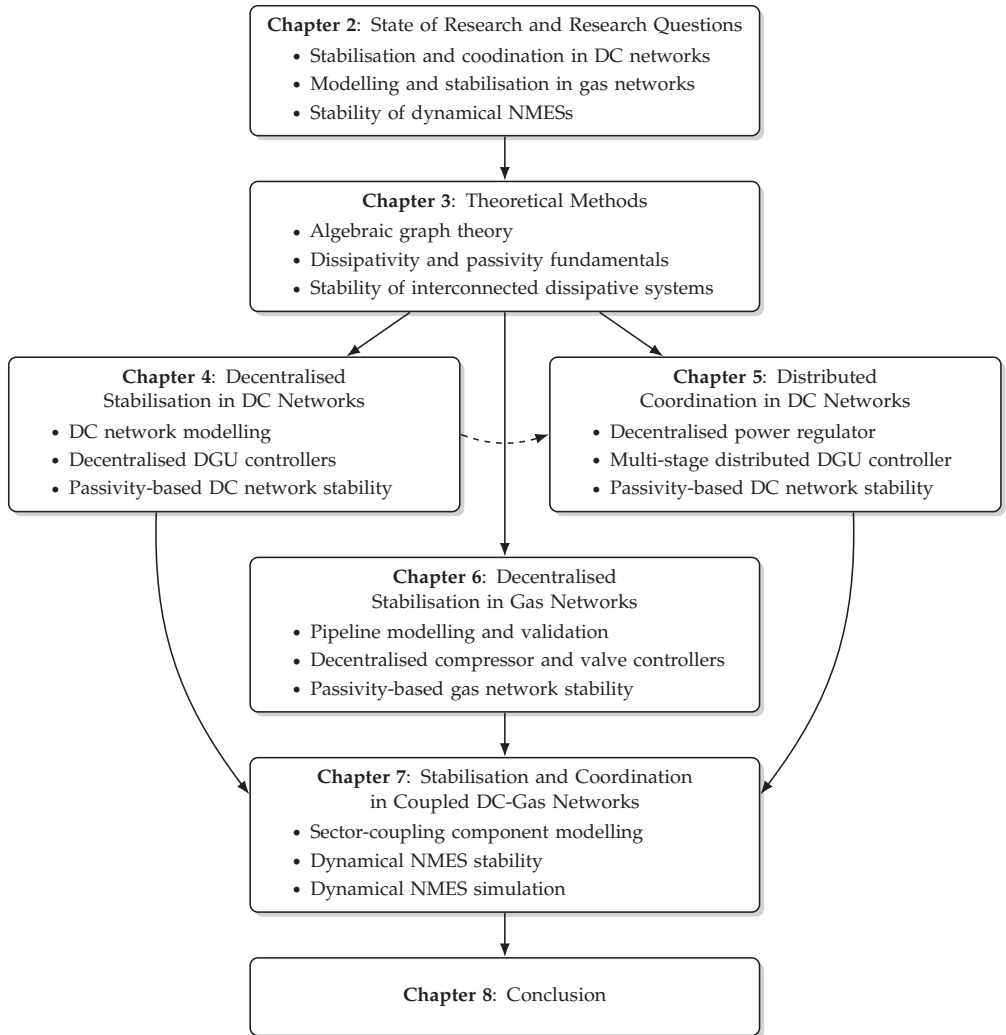 Chapter 2: State of Research and Research Questions
• Stabilisation and coodination in DC networks
• Modelling and stabilisation in gas networks
• Stability of dynamical NMESs
Chapter 3: Theoretical Methods
• Algebraic graph theory
• Dissipativity and passivity fundamentals
• Stability of interconnected dissipative systems
Chapter 4: Decentralised
Stabilisation in DC Networks
• DC network modelling
• Decentralised DGU controllers
• Passivity-based DC network stability
Chapter 5: Distributed
Coordination in DC Networks
• Decentralised power regulator
• Multi-stage distributed DGU controller
• Passivity-based DC network stability
Chapter 6: Decentralised
Stabilisation in Gas Networks
• Pipeline modelling and validation
• Decentralised compressor and valve controllers
• Passivity-based gas network stability
Chapter 7: Stabilisation and Coordination
in Coupled DC-Gas Networks
• Sector-coupling component modelling
• Dynamical NMES stability
• Dynamical NMES simulation
Chapter 8: Conclusion